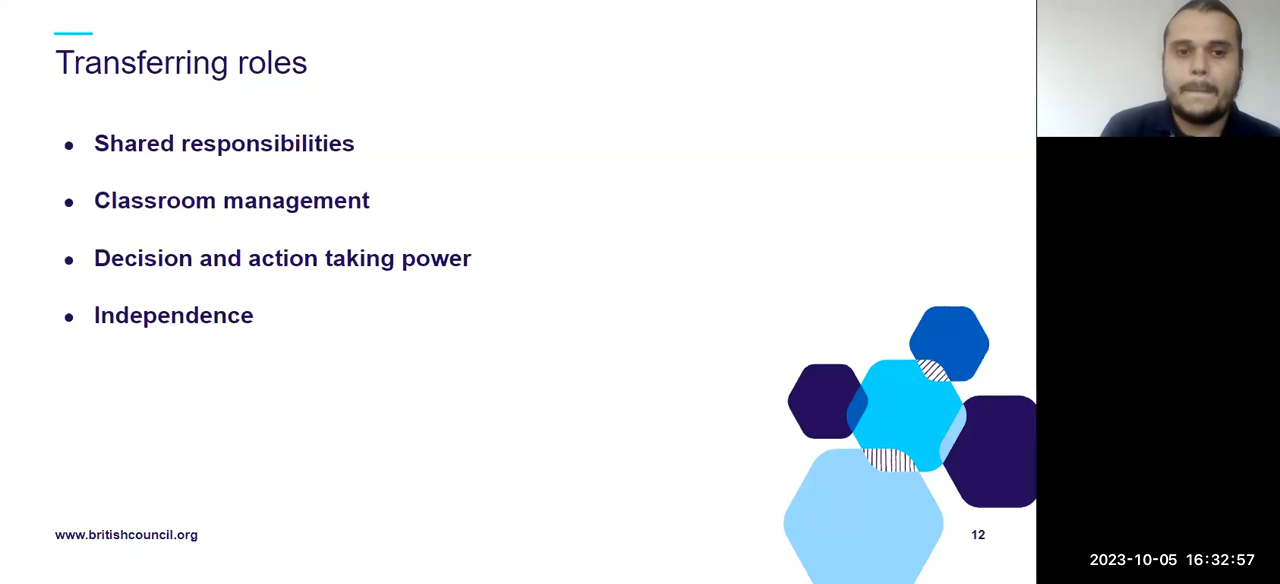 Transferring roles
• Shared responsibilities
• Classroom management
• Decision and action taking power
• Independence
www.britishcouncil.org
12
2023-10-05 16:32:57